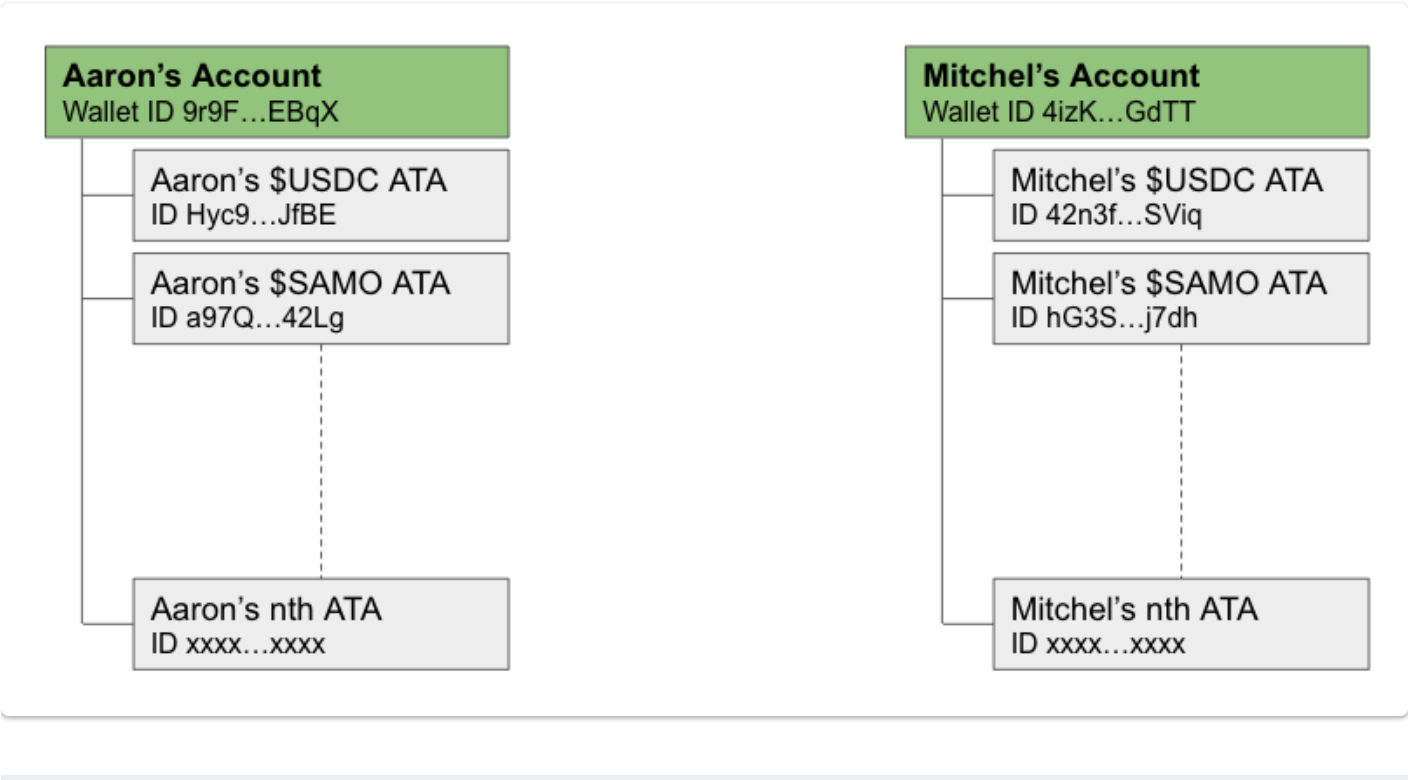 Aaron’s Account
Wallet ID 9r9F…EBqX
Aaron’s $USDC ATA
ID Hyc9…JfBE
Aaron’s $SAMO ATA
ID a97Q…42Lg
Aaron’s nth ATA
ID xxxx…xxxx
Mitchel’s Account
Wallet ID 4izK…GdTT
Mitchel’s $USDC ATA
ID 42n3f…SViq
Mitchel’s $SAMO ATA
ID hG3S…j7dh
Mitchel’s nth ATA
ID xxxx…xxxx